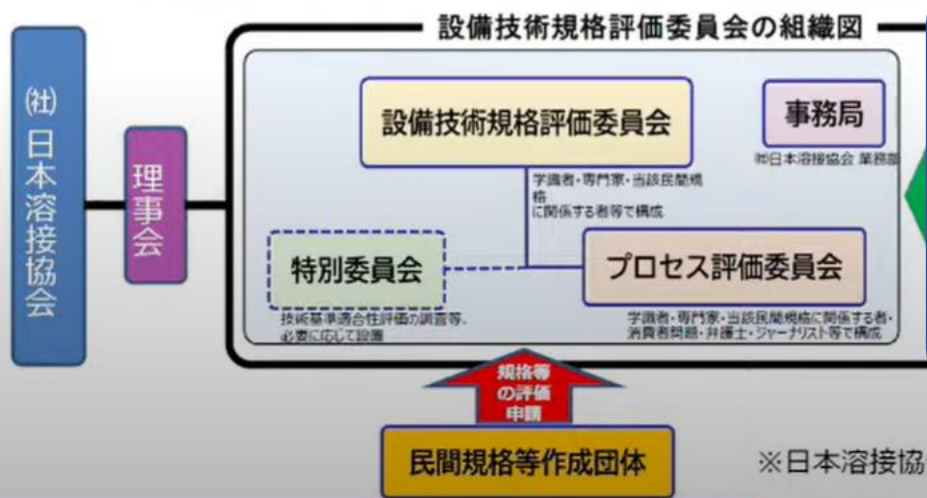 設備技術規格評価委員会の組織図
㈳日本溶接協会
理事会
設備技術規格評価委員会
事務局
㈳日本溶接協会 業務部
学識者・専門家・当該民間規
格
に関係する者等で構成
特別委員会
プロセス評価委員会
技術基準適合性評価の調査等、
必要に応じて設置
学識者・専門家・当該民間規格に関係する者・
消費者問題・弁護士・ジャーナリスト等で構成
規格等
の評価
申請
民間規格等作成団体
※日本溶接協